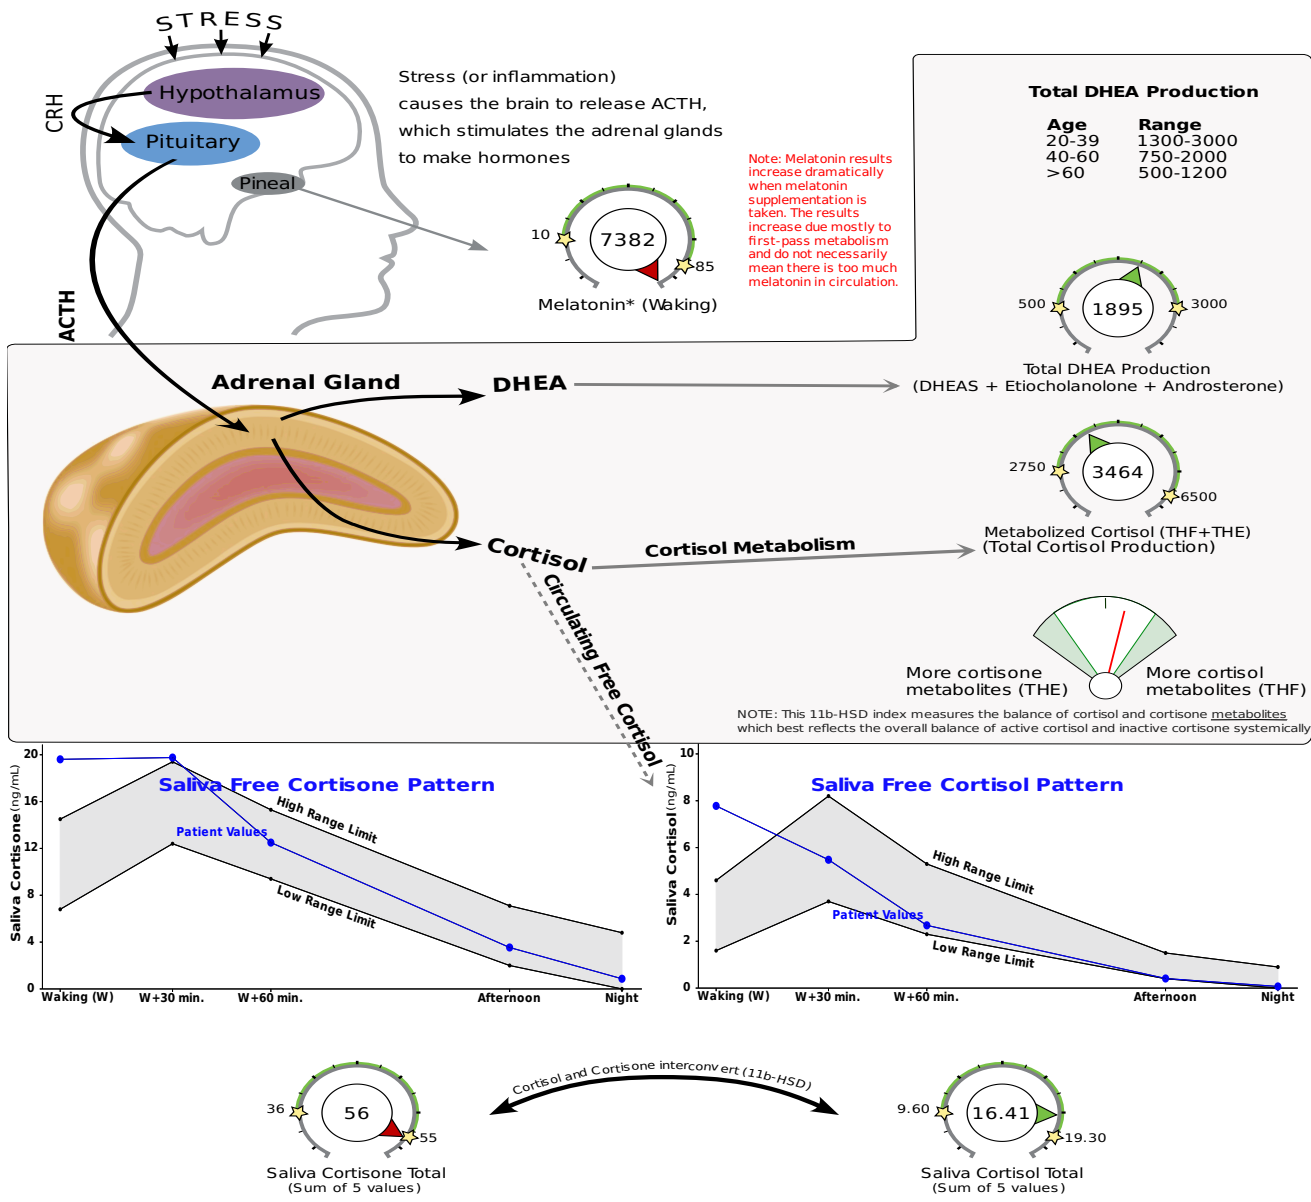 STRESS
Hypothalamus
CRH
Pituitary
Pineal
ACTH
Stress (or inflammation)
causes the brain to release ACTH,
which stimulates the adrenal glands
to make hormones
10
7382
85
Melatonin* (Waking)
Note: Melatonin results
increase dramatically
when melatonin
supplementation is
taken. The results
increase due mostly to
first-pass metabolism
and do not necessarily
mean there is too much
melatonin in circulation.
Total DHEA Production
Age Range
20-39 1300-3000
40-60 750-2000
>60 500-1200
500
1895
3000
Total DHEA Production
(DHEAS + Etiocholanolone + Androsterone)
Adrenal Gland
DHEA
2750
3464
6500
Metabolized Cortisol (THF+THE)
(Total Cortisol Production)
Cortisol
Cortisol Metabolism
Circulating Free Cortisol
More cortisone
metabolites (THE)
More cortisol
metabolites (THF)
NOTE: This 11b-HSD index measures the balance of cortisol and cortisone metabolites
which best reflects the overall balance of active cortisol and inactive cortisone systemically
Saliva Free Cortisone Pattern
Saliva Cortisone (ng/mL)
20
16
12
8
4
0
High Range Limit
Patient Values
Low Range Limit
Waking (W) W+30 min. W+60 min. Afternoon Night
Saliva Free Cortisol Pattern
Saliva Cortisol (ng/mL)
10
8
6
4
2
0
High Range Limit
Patient Values
Low Range Limit
Waking (W) W+30 min. W+60 min. Afternoon Night
36
56
55
Saliva Cortisone Total
(Sum of 5 values)
Cortisol and Cortisone interconvert (11b-HSD)
9.60
16.41
19.30
Saliva Cortisol Total
(Sum of 5 values)